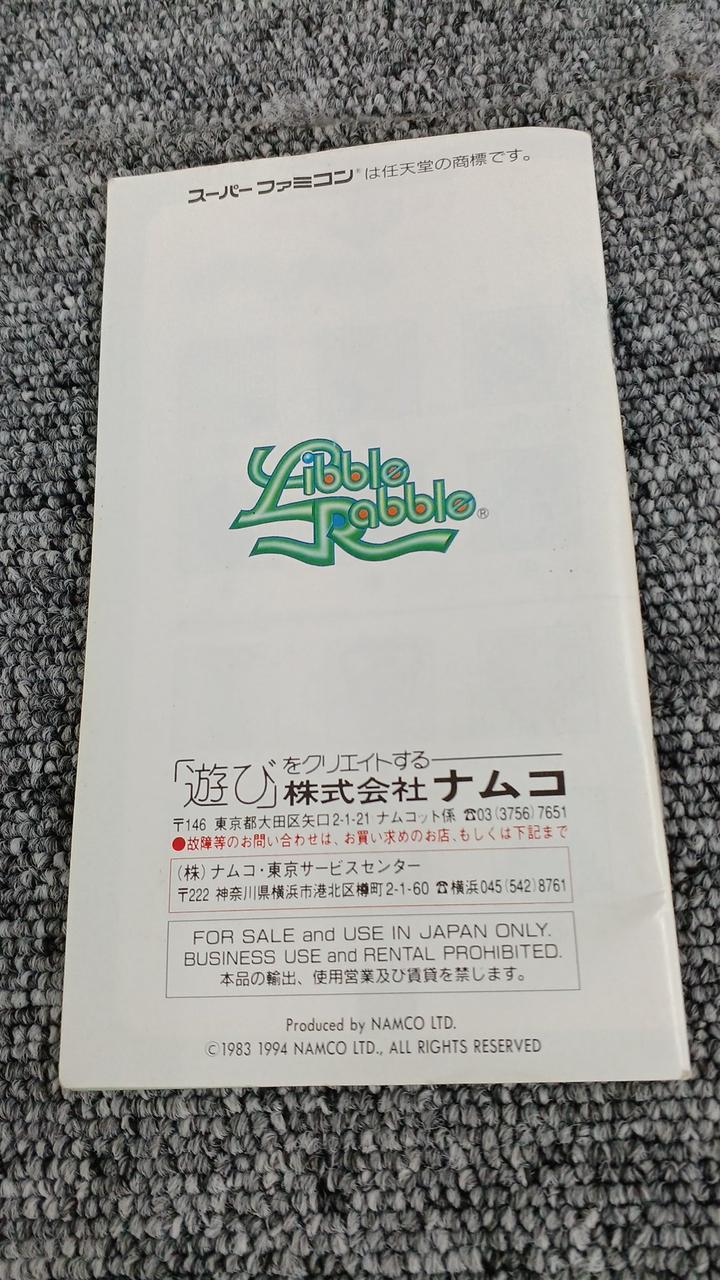 スーパーファミコン®は任天堂の商標です。
Libble
Rabble®
「遊び」をクリエイトする
株式会社ナムコ
〒146 東京都大田区矢口2-1-21 ナムコット係 ☎03(3756)7651
●故障等のお問い合わせは、お買い求めのお店、もしくは下記まで
(株)ナムコ・東京サービスセンター
〒222 神奈川県横浜市港北区樽町2-1-60 ☎横浜045(542)8761
FOR SALE and USE IN JAPAN ONLY.
BUSINESS USE and RENTAL PROHIBITED.
本品の輸出、使用営業及び賃貸を禁じます。
Produced by NAMCO LTD.
©1983 1994 NAMCO LTD., ALL RIGHTS RESERVED